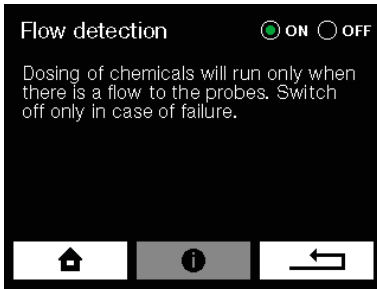 Flow detection ON OFF
Dosing of chemicals will run only when
there is a flow to the probes. Switch
off only in case of failure.